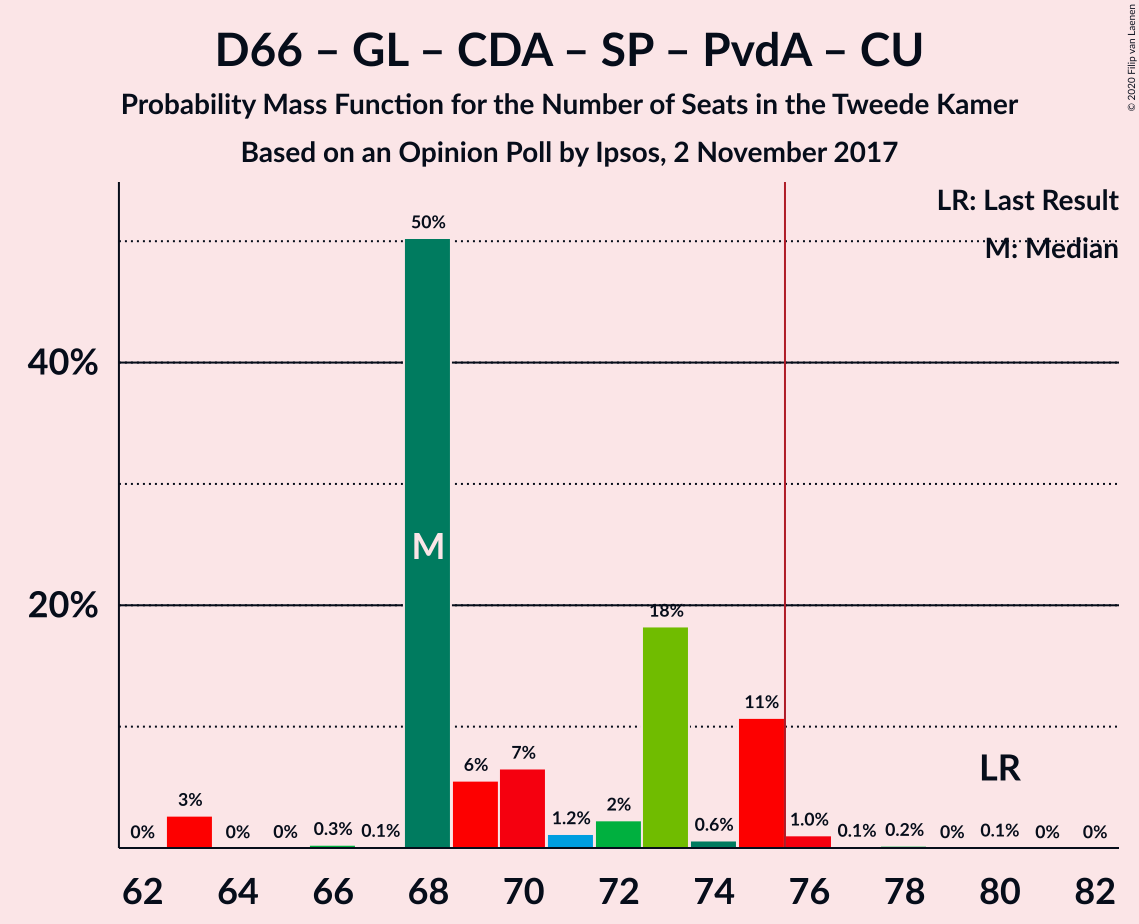 D66 – GL – CDA – SP – PvdA – CU
Probability Mass Function for the Number of Seats in the Tweede Kamer
Based on an Opinion Poll by Ipsos, 2 November 2017
© 2020 Filip van Laenen
LR: Last Result
M: Median
50%
40%
M
20%
18%
11%
LR
7%
6%
3%
2%
1.2%
1.0%
0% 0% 0% 0.3% 0.1% 0.6% 0.1% 0.2% 0% 0.1% 0% 0%
62 64 66 68 70 72 74 76 78 80 82